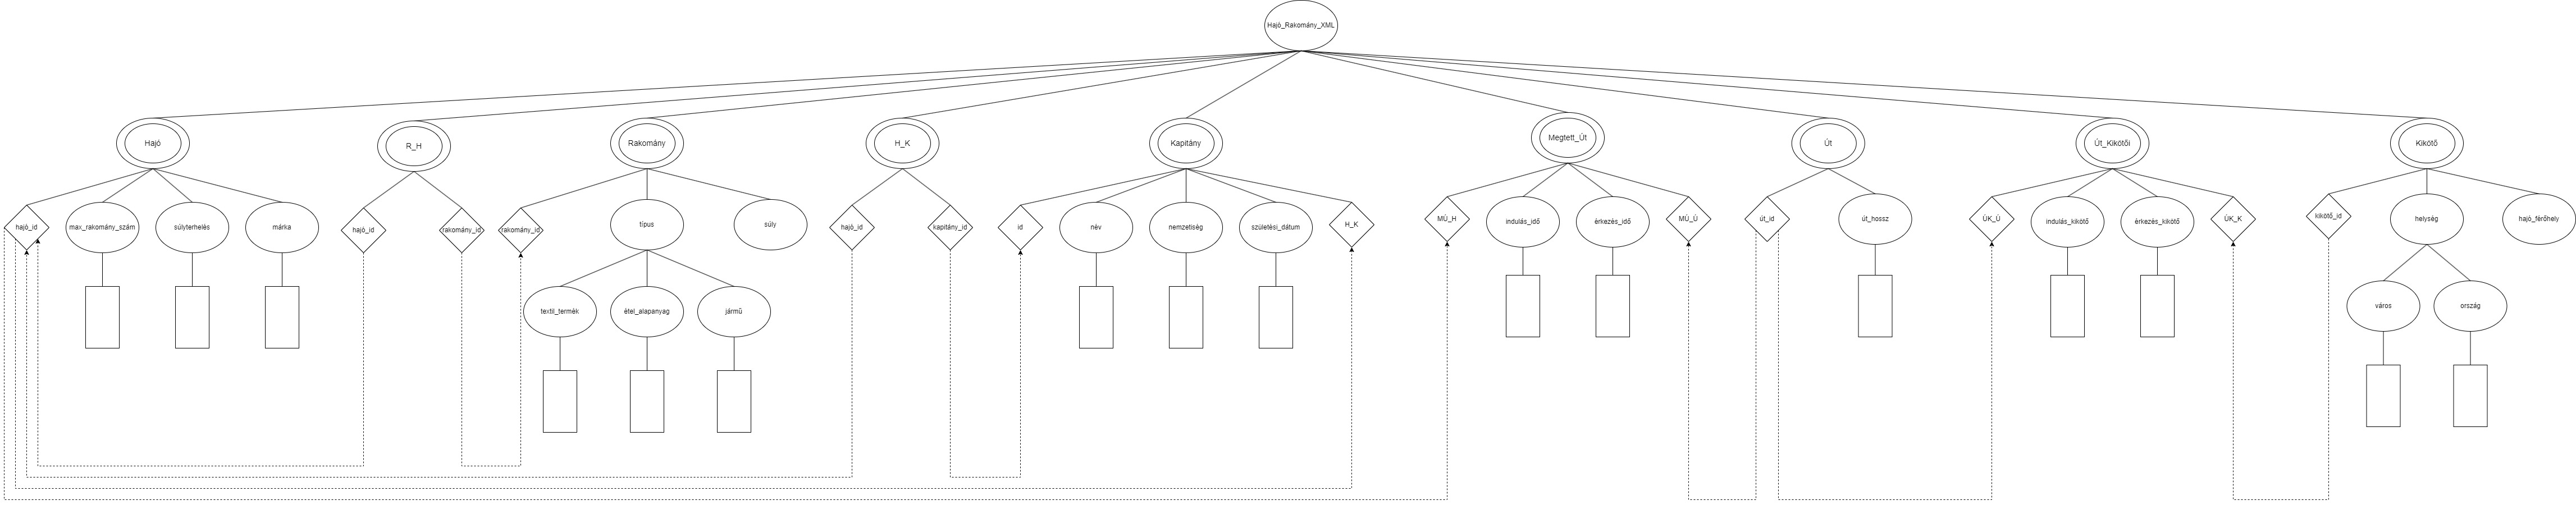 Hajó_Rakomány_XML
Hajó
R_H
Rakomány
H_K
Kapitány
Megtett_Út
Út
Út_Kikötői
Kikötő
hajó_id
max_rakomány_szám
súlyterhelés
márka
hajó_id
rakomány_id
rakomány_id
típus
súly
hajó_id
kapitány_id
id
név
nemzetiség
születési_dátum
H_K
MÚ_H
indulás_idő
érkezés_idő
MÚ_Ú
út_id
út_hossz
ÚK_Ú
indulás_kikötő
érkezés_kikötő
ÚK_K
kikötő_id
helység
hajó_férőhely
textil_termék
étel_alapanyag
jármű
város
ország